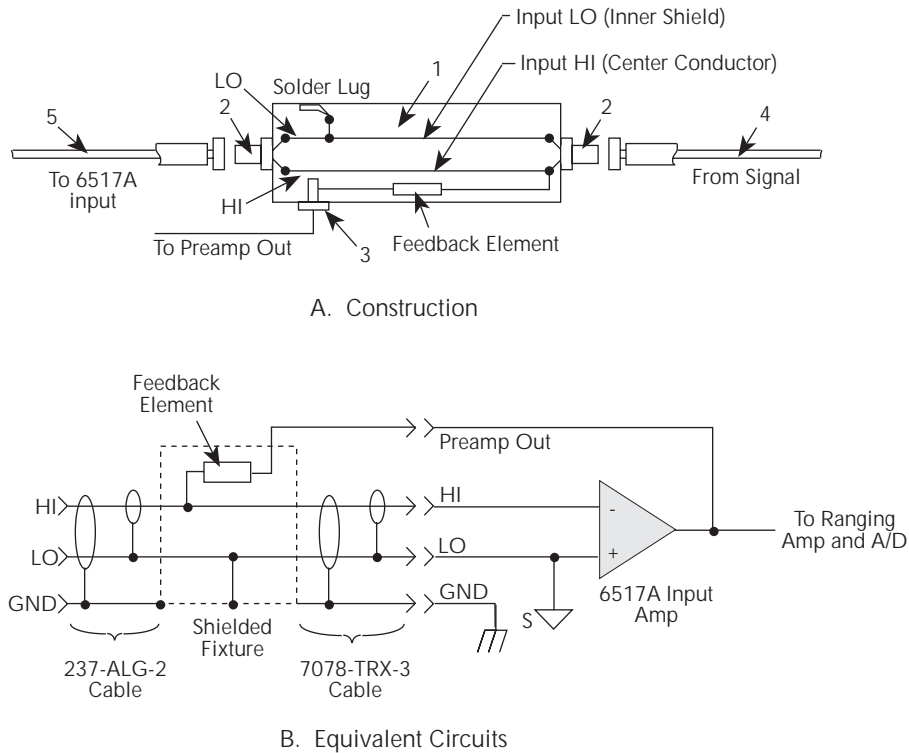 Input LO (Inner Shield)
Input HI (Center Conductor)
LO
Solder Lug
1
2
2
5
4
To 6517A
input
From Signal
HI
To Preamp Out
3
Feedback Element
A. Construction
Feedback
Element
Preamp Out
HI
HI
-
To Ranging
Amp and A/D
LO
LO
+
GND
GND
6517A Input
Amp
S
Shielded
Fixture
237-ALG-2
Cable
7078-TRX-3
Cable
B. Equivalent Circuits